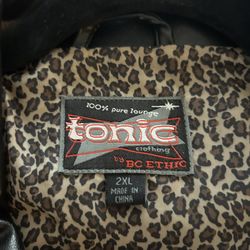 100% pure lounge
tonic
clothing
by BC ETHIC
2XL
MADE IN
CHINA